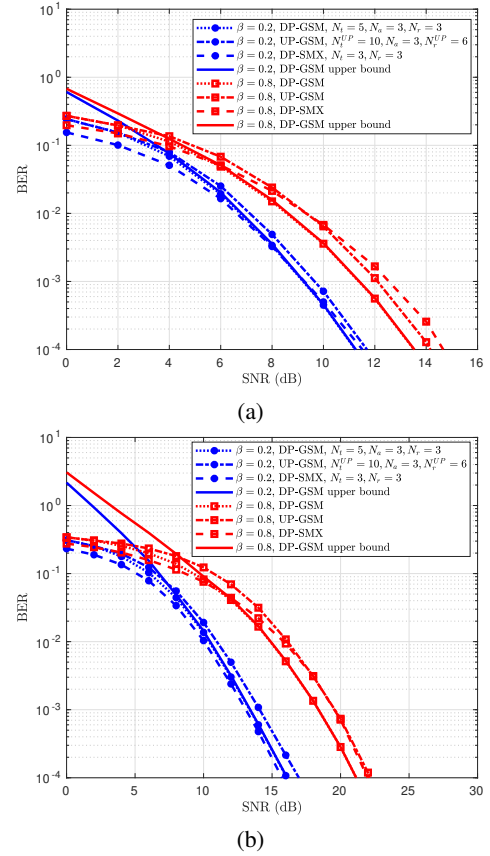 β = 0.2, DP-GSM, N_t = 5, N_a = 3, N_r = 3
β = 0.2, UP-GSM, N_t^{UP} = 10, N_a = 3, N_r^{UP} = 6
β = 0.2, DP-SMX, N_t = 3, N_r = 3
β = 0.2, DP-GSM upper bound
β = 0.8, DP-GSM
β = 0.8, UP-GSM
β = 0.8, DP-SMX
β = 0.8, DP-GSM upper bound
10^1
10^0
10^{-1}
10^{-2}
10^{-3}
10^{-4}
BER
0 2 4 6 8 10 12 14 16
SNR (dB)
(a)
β = 0.2, DP-GSM, N_t = 5, N_a = 3, N_r = 3
β = 0.2, UP-GSM, N_t^{UP} = 10, N_a = 3, N_r^{UP} = 6
β = 0.2, DP-SMX, N_t = 3, N_r = 3
β = 0.2, DP-GSM upper bound
β = 0.8, DP-GSM
β = 0.8, UP-GSM
β = 0.8, DP-SMX
β = 0.8, DP-GSM upper bound
10^1
10^0
10^{-1}
10^{-2}
10^{-3}
10^{-4}
BER
0 5 10 15 20 25 30
SNR (dB)
(b)